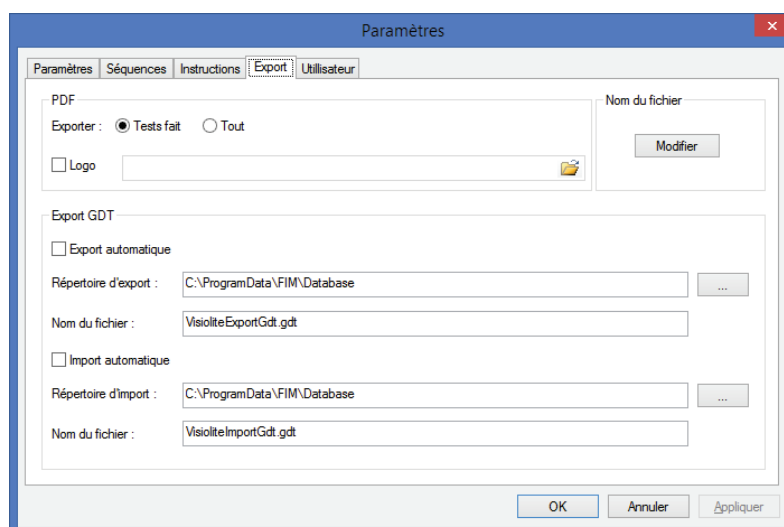 Paramètres
Paramètres Séquences Instructions Export Utilisateur
PDF
Exporter : Tests fait Tout
Logo
Nom du fichier
Modifier
Export GDT
Export automatique
Répertoire d'export : C:\ProgramData\FIM\Database ...
Nom du fichier : VisioliteExportGdt.gdt
Import automatique
Répertoire d'import : C:\ProgramData\FIM\Database ...
Nom du fichier : VisioliteImportGdt.gdt
OK Annuler Appliquer